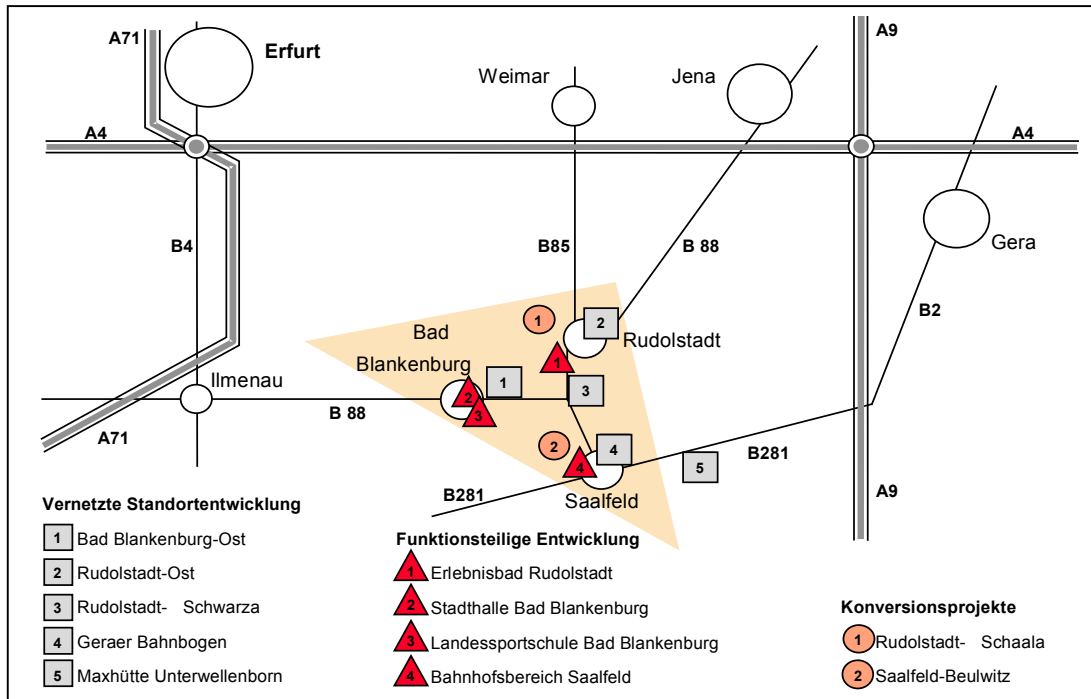 A71
Erfurt
A9
Weimar
Jena
A4
A4
B4
B85
B 88
Gera
B2
Bad
1
2
Rudolstadt
Blankenburg
1
Ilmenau
1
2
3
3
B 88
A71
2
4
B281
5
4
B281
Saalfeld
A9
Vernetzte Standortentwicklung
1 Bad Blankenburg-Ost
2 Rudolstadt-Ost
3 Rudolstadt- Schwarza
4 Geraer Bahnbogen
5 Maxhütte Unterwellenborn
Funktionsteilige Entwicklung
1 Erlebnisbad Rudolstadt
2 Stadthalle Bad Blankenburg
3 Landessportschule Bad Blankenburg
4 Bahnhofsbereich Saalfeld
Konversionsprojekte
1 Rudolstadt- Schaala
2 Saalfeld-Beulwitz